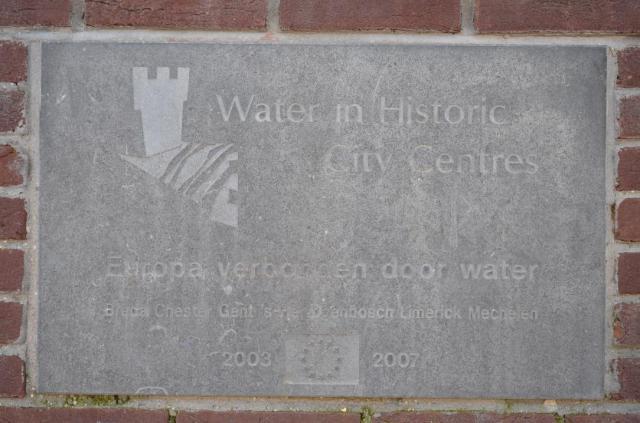 Water in Historic
City Centres
Europa verbonden door water
Breda Chester Gent 's-Hertogenbosch Limerick Mechelen
2003 2007